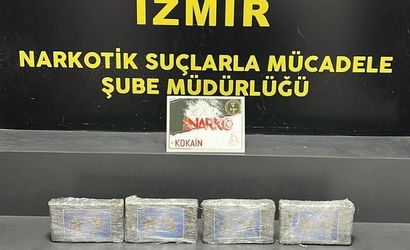 İZMİR
NARKOTİK SUÇLARLA MÜCADELE
ŞUBE MÜDÜRLÜĞÜ
NARKO
KOKAİN